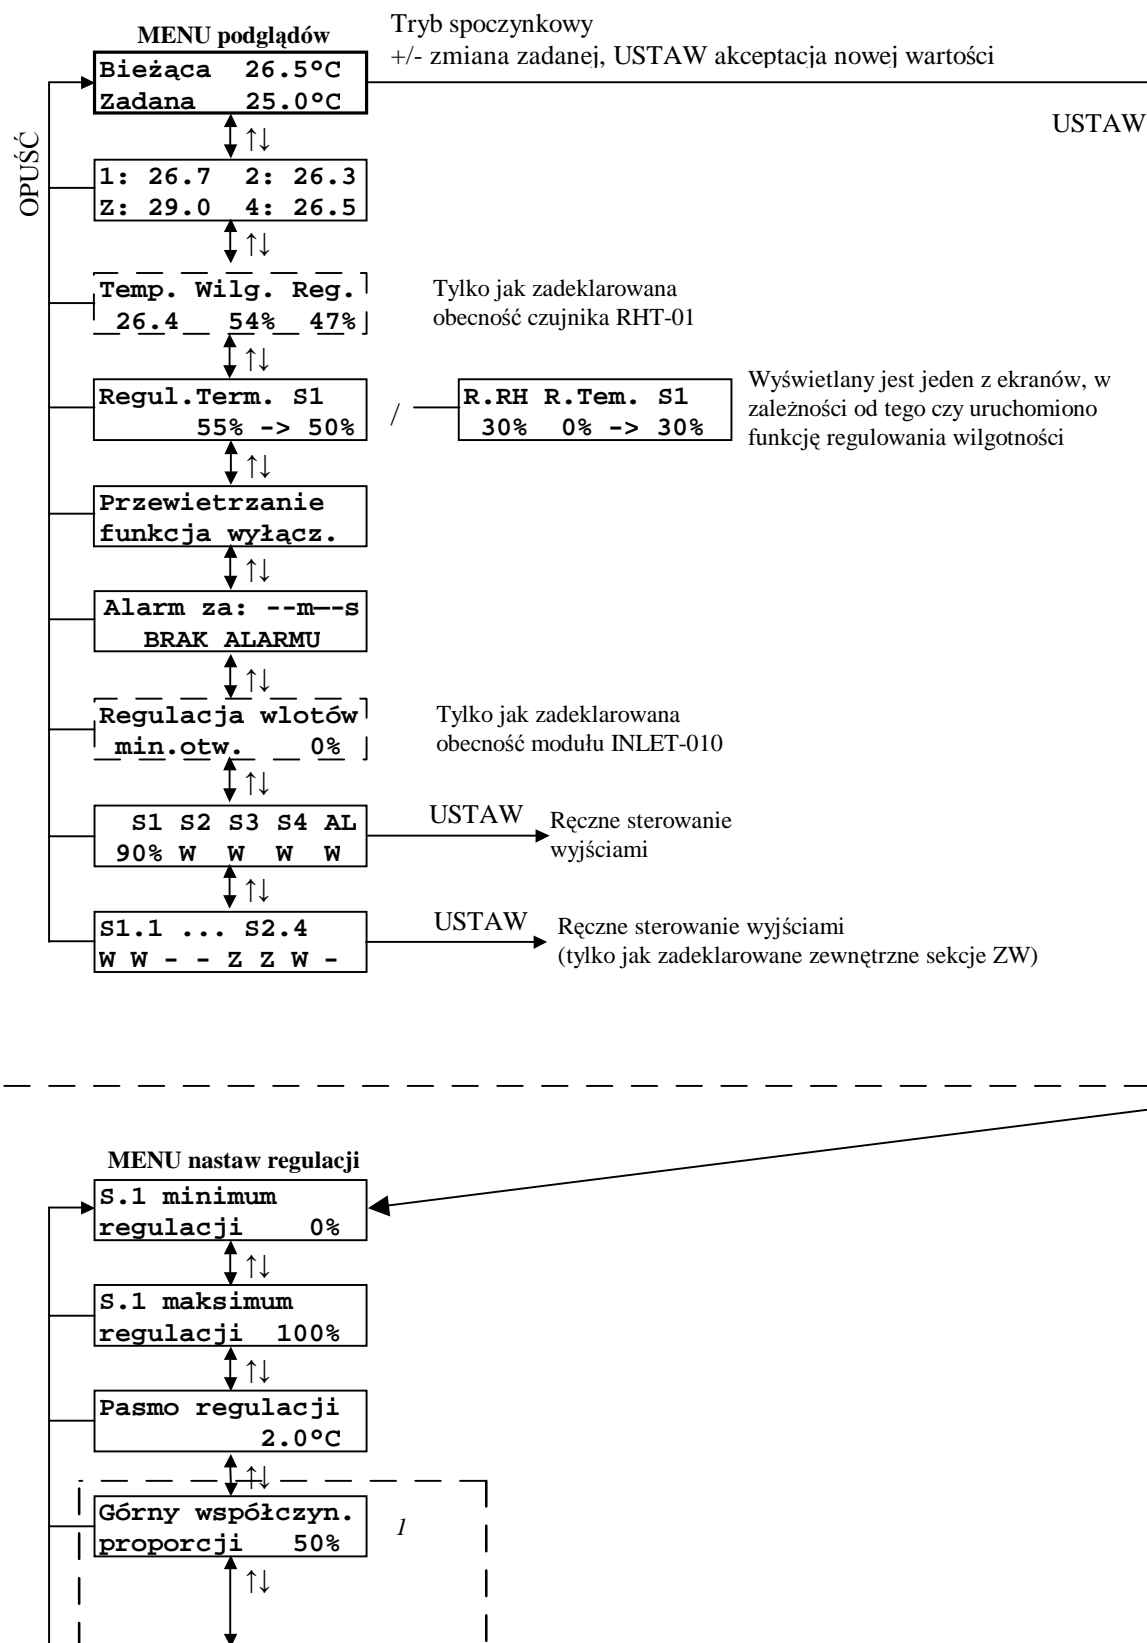 MENU podglądów
Tryb spoczynkowy
+/- zmiana zadanej, USTAW akceptacja nowej wartości
Bieżąca 26.5°C
Zadana 25.0°C
USTAW
OPUŚĆ
↑↓
1: 26.7 2: 26.3
Z: 29.0 4: 26.5
↑↓
Temp. Wilg. Reg.
26.4 54% 47%
Tylko jak zadeklarowana
obecność czujnika RHT-01
↑↓
Regul.Term. S1
55% -> 50%
/
R.RH R.Tem. S1
30% 0% -> 30%
Wyświetlany jest jeden z ekranów, w
zależności od tego czy uruchomiono
funkcję regulowania wilgotności
↑↓
Przewietrzanie
funkcja wyłącz.
↑↓
Alarm za: --m--s
BRAK ALARMU
↑↓
Regulacja wlotów
min.otw. 0%
Tylko jak zadeklarowana
obecność modułu INLET-010
↑↓
S1 S2 S3 S4 AL
90% W W W W
USTAW
Ręczne sterowanie
wyjściami
↑↓
S1.1 ... S2.4
W W - - Z Z W -
USTAW
Ręczne sterowanie wyjściami
(tylko jak zadeklarowane zewnętrzne sekcje ZW)
MENU nastaw regulacji
S.1 minimum
regulacji 0%
↑↓
S.1 maksimum
regulacji 100%
↑↓
Pasmo regulacji
2.0°C
↑↓
Górny współczyn.
proporcji 50%
1
↑↓